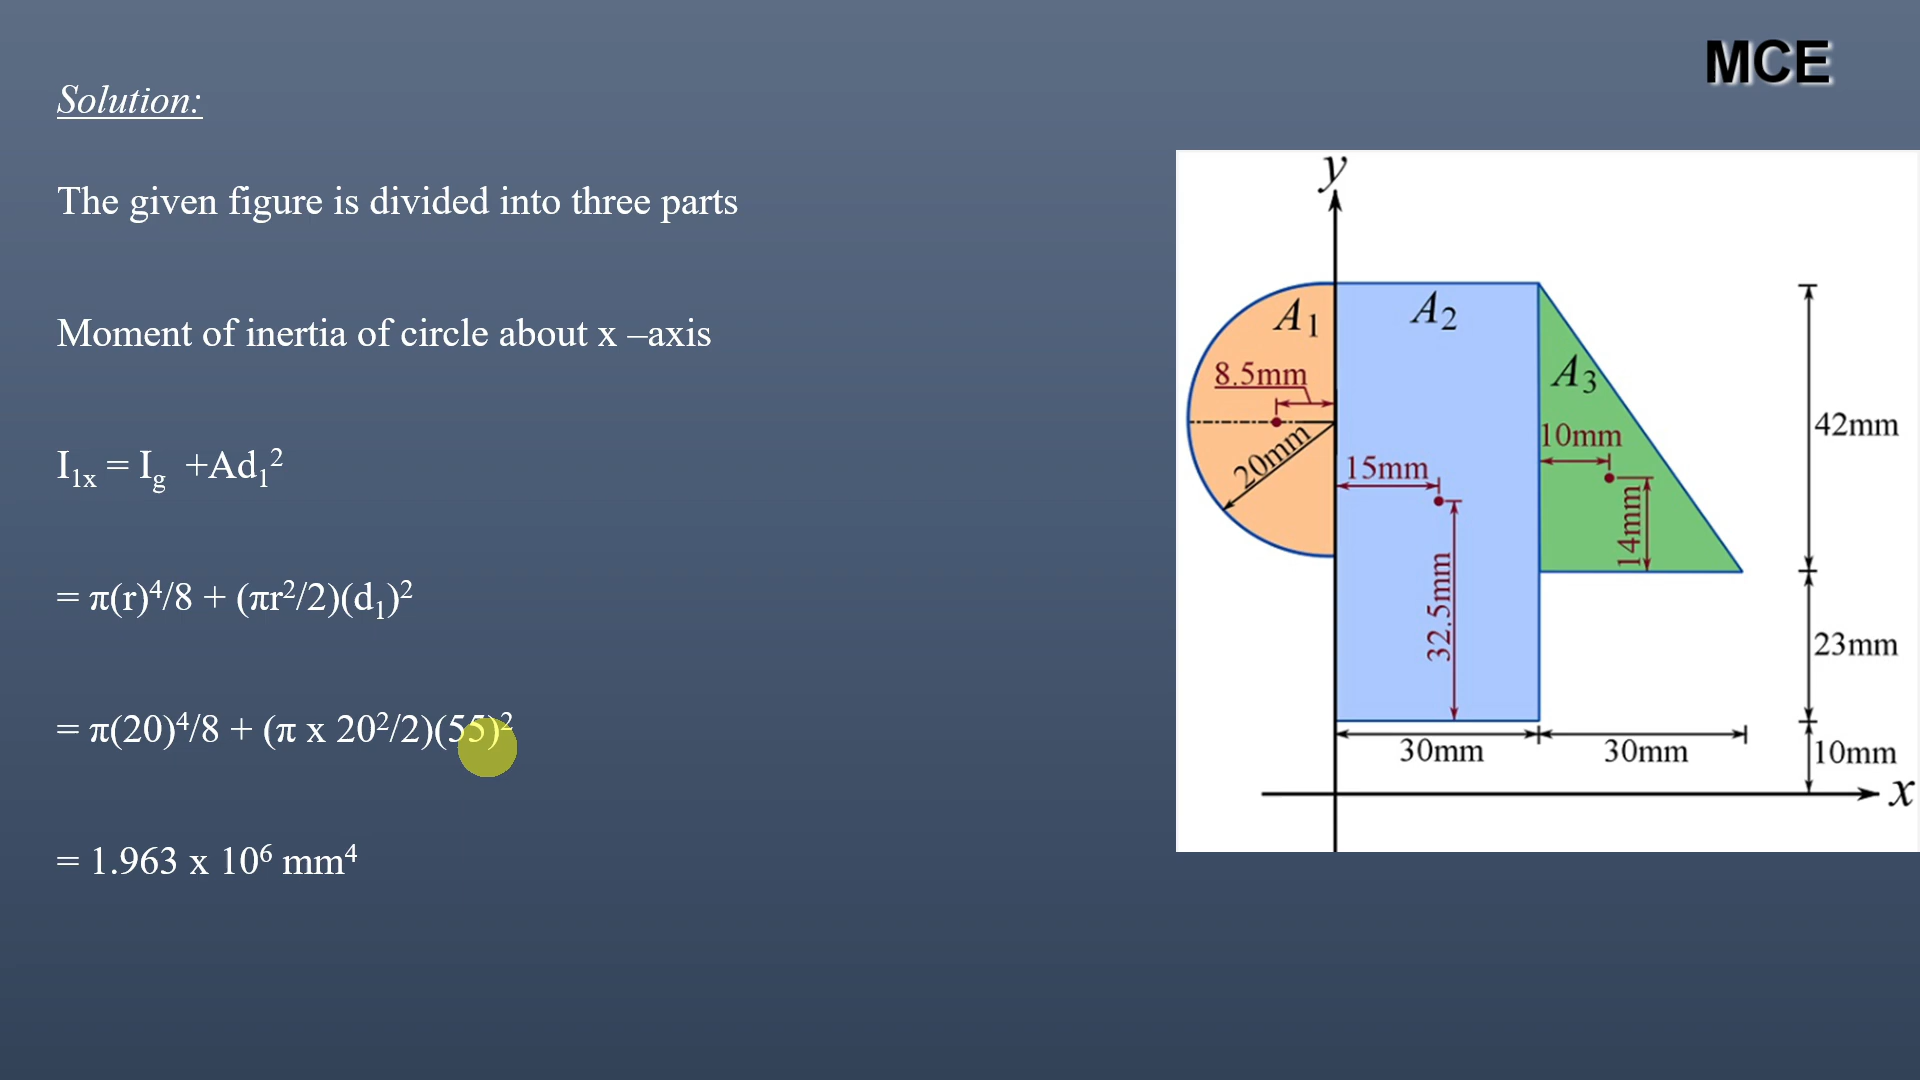 MCE
Solution:
The given figure is divided into three parts
Moment of inertia of circle about x –axis
I₁ₓ = I_g +Ad₁²
= π(r)⁴/8 + (πr²/2)(d₁)²
= π(20)⁴/8 + (π x 20²/2)(55)²
= 1.963 x 10⁶ mm⁴
y
A₁
A₂
8.5mm
A₃
42mm
10mm
20mm
15mm
14mm
32.5mm
23mm
30mm
30mm
10mm
x